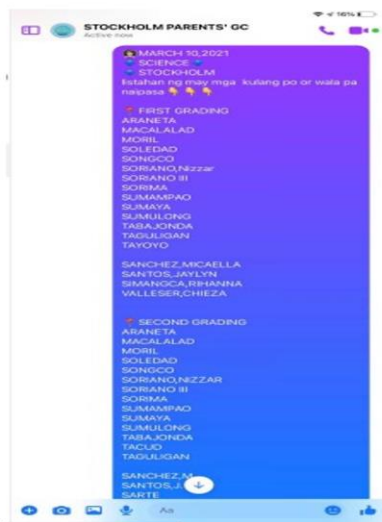 16%
STOCKHOLM PARENTS' GC
Active now
MARCH 10,2021
SCIENCE
STOCKHOLM
listahan ng may mga kulang po or wala pa
naipasa
FIRST GRADING
ARANETA
MACALALAD
MORIL
SOLEDAD
SONGCO
SORIANO,Nizzar
SORIANO III
SORIMA
SUMAMPAO
SUMAYA
SUMULONG
TABAJONDA
TAGULIGAN
TAYOYO
SANCHEZ,MICAELLA
SANTOS,JAYLYN
SIMANGCA,RIHANNA
VALLESER,CHIEZA
SECOND GRADING
ARANETA
MACALALAD
MORIL
SOLEDAD
SONGCO
SORIANO,NIZZAR
SORIANO III
SORIMA
SUMAMPAO
SUMAYA
SUMULONG
TABAJONDA
TACUD
TAGULIGAN
SANCHEZ,M
SANTOS,J
SARTE
Aa